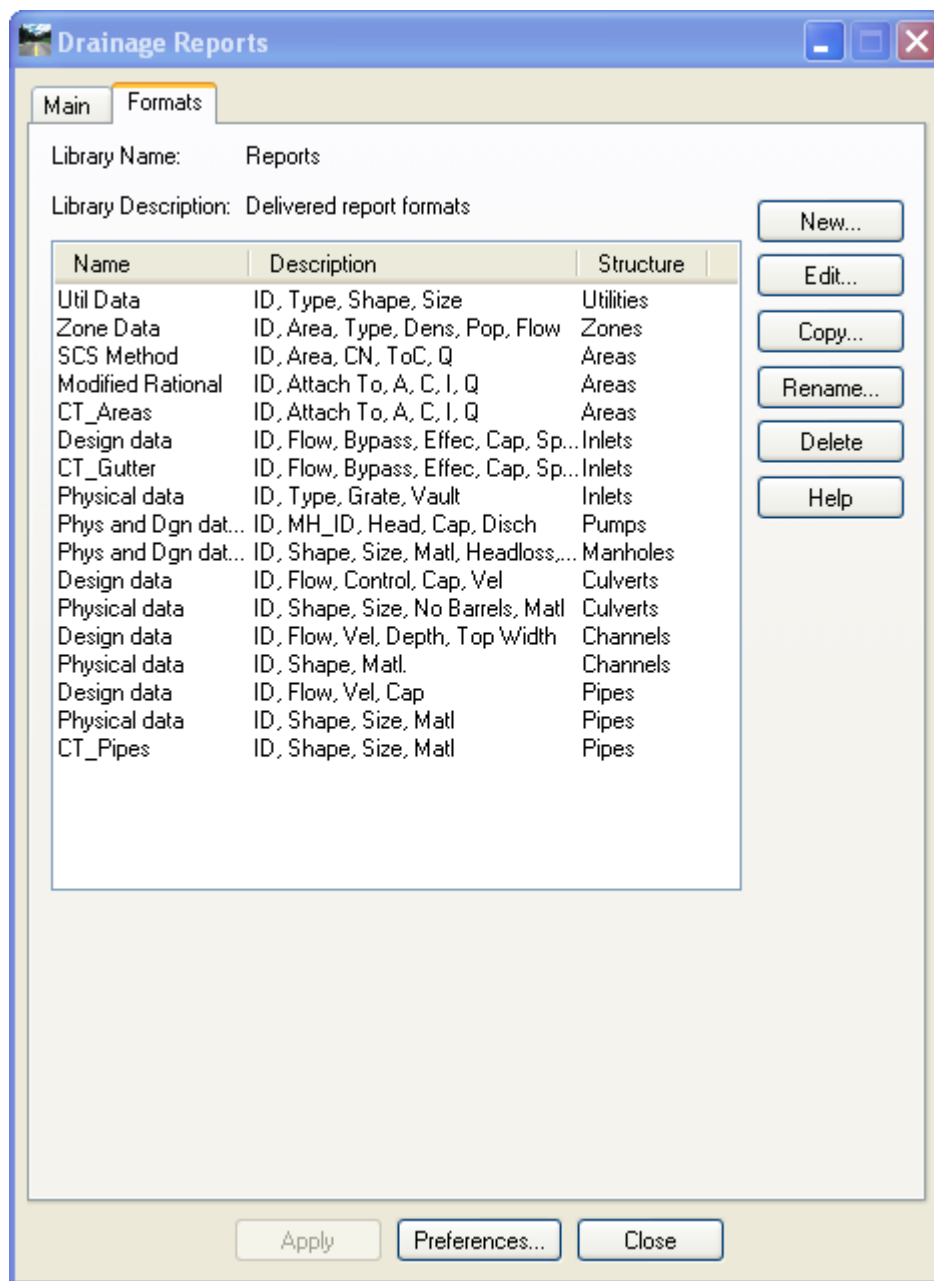 Drainage Reports
Main Formats
Library Name: Reports
Library Description: Delivered report formats
New...
Edit...
Copy...
Rename...
Delete
Help
Name Description Structure
Util Data ID, Type, Shape, Size Utilities
Zone Data ID, Area, Type, Dens, Pop, Flow Zones
SCS Method ID, Area, CN, ToC, Q Areas
Modified Rational ID, Attach To, A, C, I, Q Areas
CT_Areas ID, Attach To, A, C, I, Q Areas
Design data ID, Flow, Bypass, Effec, Cap, Sp... Inlets
CT_Gutter ID, Flow, Bypass, Effec, Cap, Sp... Inlets
Physical data ID, Type, Grate, Vault Inlets
Phys and Dgn dat... ID, MH_ID, Head, Cap, Disch Pumps
Phys and Dgn dat... ID, Shape, Size, Matl, Headloss,... Manholes
Design data ID, Flow, Control, Cap, Vel Culverts
Physical data ID, Shape, Size, No Barrels, Matl Culverts
Design data ID, Flow, Vel, Depth, Top Width Channels
Physical data ID, Shape, Matl. Channels
Design data ID, Flow, Vel, Cap Pipes
Physical data ID, Shape, Size, Matl Pipes
CT_Pipes ID, Shape, Size, Matl Pipes
Apply Preferences... Close